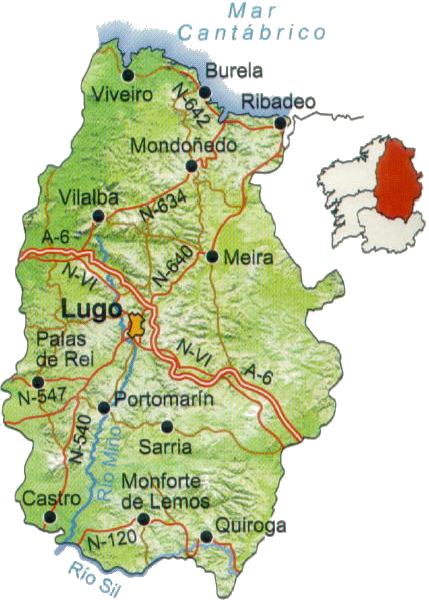 Mar
Cantábrico
Burela
Viveiro
N-642
Ribadeo
Mondoñedo
Vilalba
N-634
A-6
N-VI
N-640
Meira
Lugo
Palas
de Rei
N-VI
A-6
N-547
Portomarín
N-540
Sarria
Río Miño
Monforte
de Lemos
Castro
Quiroga
N-120
Río Sil